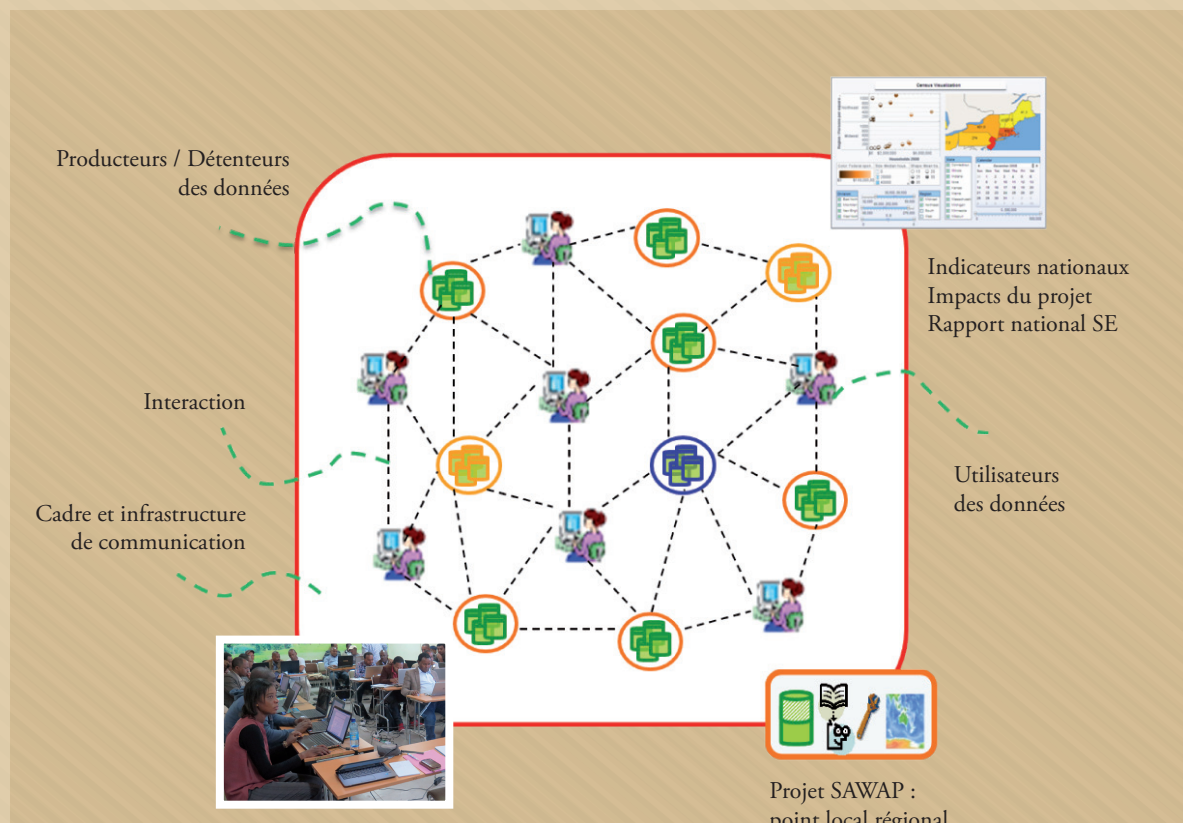 Census Visualization
Producteurs / Détenteurs
des données
Indicateurs nationaux
Impacts du projet
Rapport national SE
Interaction
Utilisateurs
des données
Cadre et infrastructure
de communication
Projet SAWAP :
point local régional